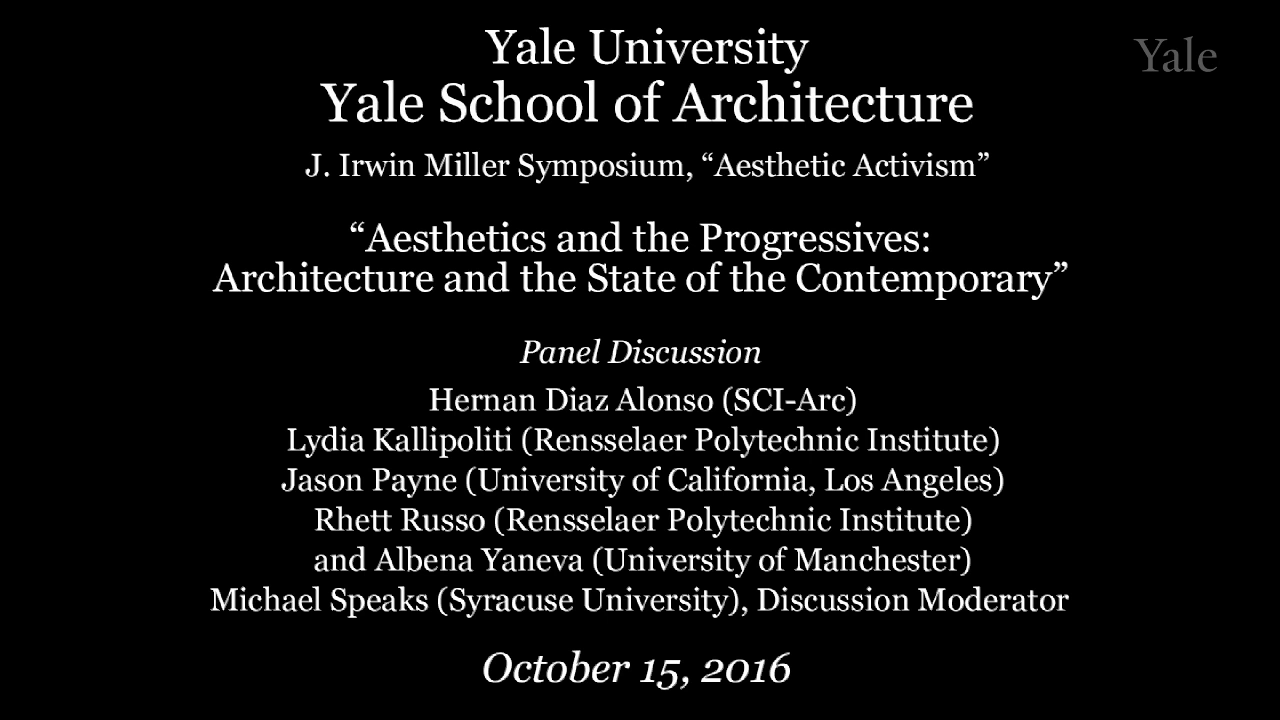 Yale University
Yale
Yale School of Architecture
J. Irwin Miller Symposium, “Aesthetic Activism”
“Aesthetics and the Progressives:
Architecture and the State of the Contemporary”
Panel Discussion
Hernan Diaz Alonso (SCI-Arc)
Lydia Kallipoliti (Rensselaer Polytechnic Institute)
Jason Payne (University of California, Los Angeles)
Rhett Russo (Rensselaer Polytechnic Institute)
and Albena Yaneva (University of Manchester)
Michael Speaks (Syracuse University), Discussion Moderator
October 15, 2016